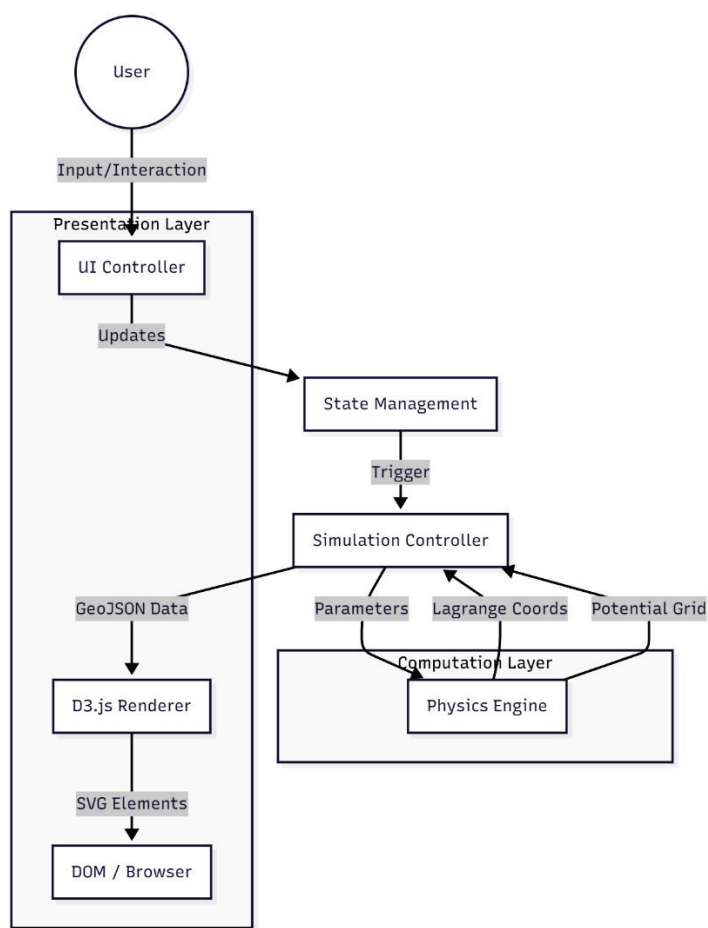 User
Input/Interaction
Presentation Layer
UI Controller
Updates
State Management
Trigger
Simulation Controller
GeoJSON Data
Parameters
Lagrange Coords
Potential Grid
Computation Layer
D3.js Renderer
Physics Engine
SVG Elements
DOM / Browser